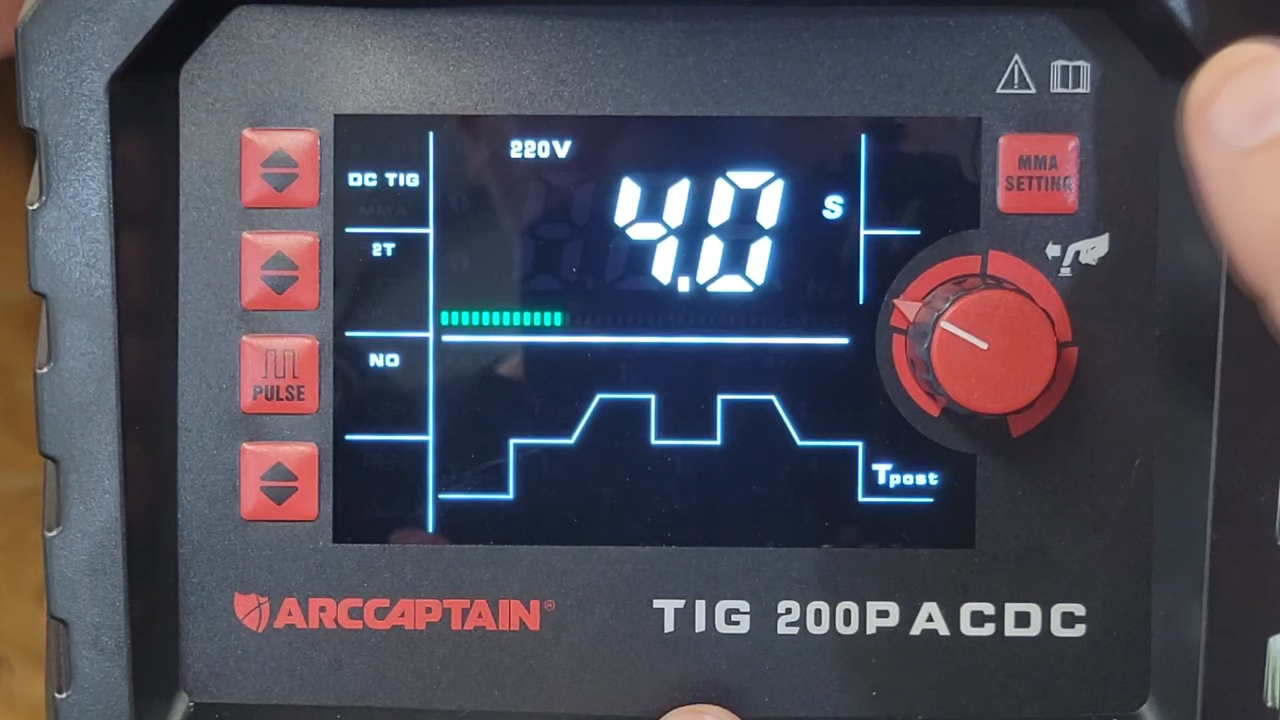 220V
DC TIG
4.0 S
2T
NO
Tpost
MMA
SETTING
PULSE
ARCCAPTAIN®
TIG 200P ACDC